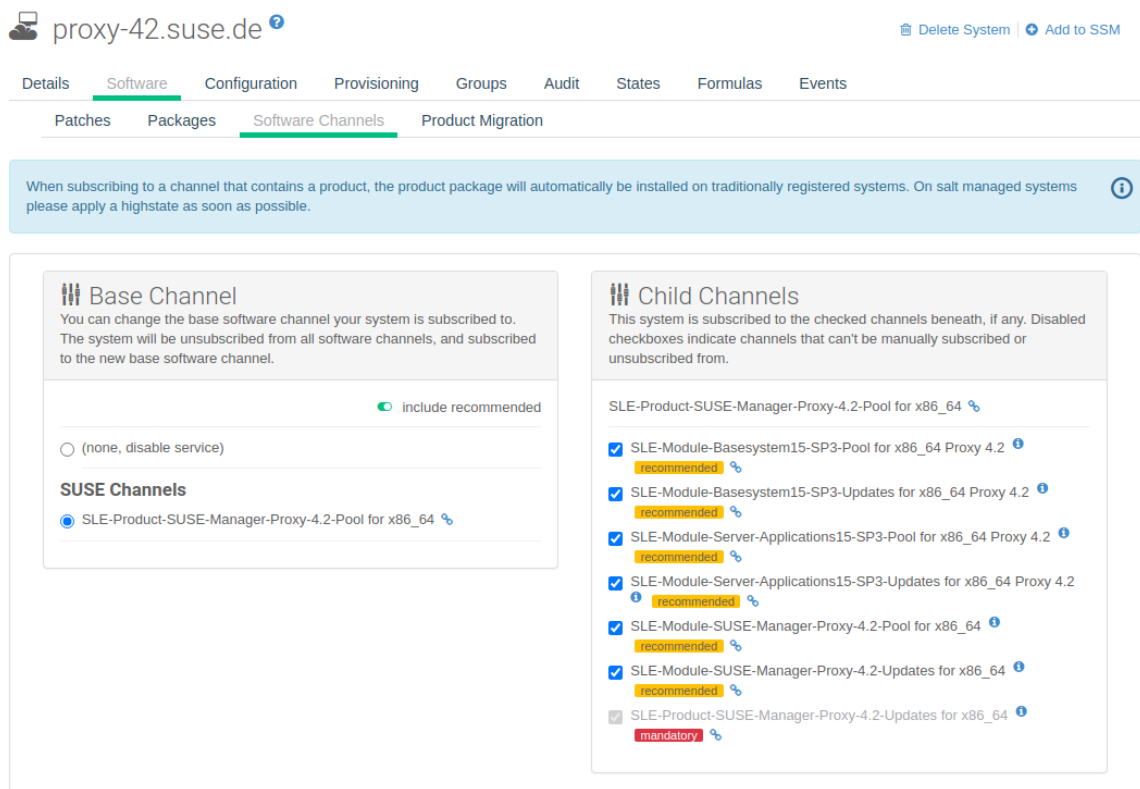 proxy-42.suse.de ?
Delete System | Add to SSM
Details Software Configuration Provisioning Groups Audit States Formulas Events
Patches Packages Software Channels Product Migration
When subscribing to a channel that contains a product, the product package will automatically be installed on traditionally registered systems. On salt managed systems
please apply a highstate as soon as possible.
Base Channel
You can change the base software channel your system is subscribed to.
The system will be unsubscribed from all software channels, and subscribed
to the new base software channel.
include recommended
(none, disable service)
SUSE Channels
SLE-Product-SUSE-Manager-Proxy-4.2-Pool for x86_64
Child Channels
This system is subscribed to the checked channels beneath, if any. Disabled
checkboxes indicate channels that can't be manually subscribed or
unsubscribed from.
SLE-Product-SUSE-Manager-Proxy-4.2-Pool for x86_64
SLE-Module-Basesystem15-SP3-Pool for x86_64 Proxy 4.2
recommended
SLE-Module-Basesystem15-SP3-Updates for x86_64 Proxy 4.2
recommended
SLE-Module-Server-Applications15-SP3-Pool for x86_64 Proxy 4.2
recommended
SLE-Module-Server-Applications15-SP3-Updates for x86_64 Proxy 4.2
recommended
SLE-Module-SUSE-Manager-Proxy-4.2-Pool for x86_64
recommended
SLE-Module-SUSE-Manager-Proxy-4.2-Updates for x86_64
recommended
SLE-Product-SUSE-Manager-Proxy-4.2-Updates for x86_64
mandatory